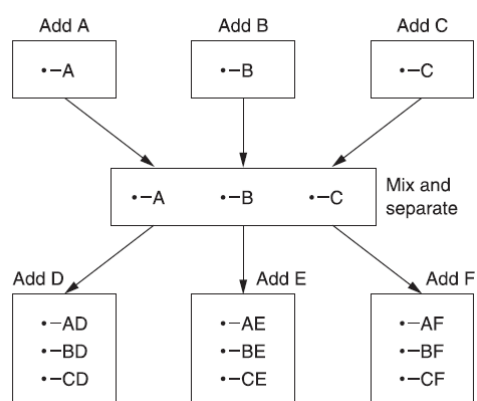 Add A Add B Add C
•–A •–B •–C
•–A •–B •–C
Mix and
separate
Add D Add E Add F
•–AD •–AE •–AF
•–BD •–BE •–BF
•–CD •–CE •–CF